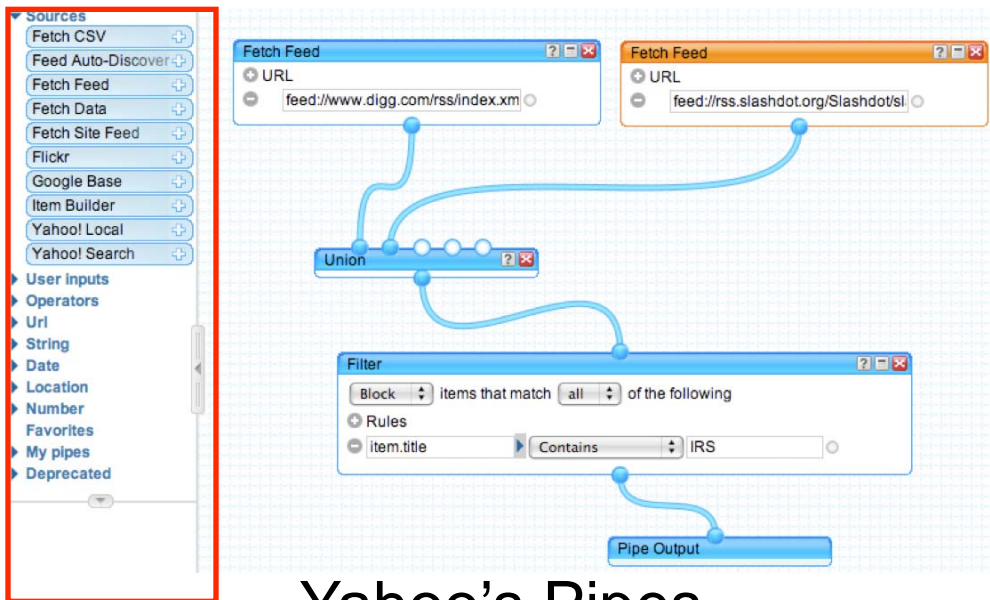 Sources
Fetch CSV
Feed Auto-Discover
Fetch Feed
Fetch Data
Fetch Site Feed
Flickr
Google Base
Item Builder
Yahoo! Local
Yahoo! Search
User inputs
Operators
Url
String
Date
Location
Number
Favorites
My pipes
Deprecated
Fetch Feed
URL
feed://www.digg.com/rss/index.xm
Fetch Feed
URL
feed://rss.slashdot.org/Slashdot/sl
Union
Filter
Block items that match all of the following
Rules
item.title Contains IRS
Pipe Output
Yahoo's Pipes